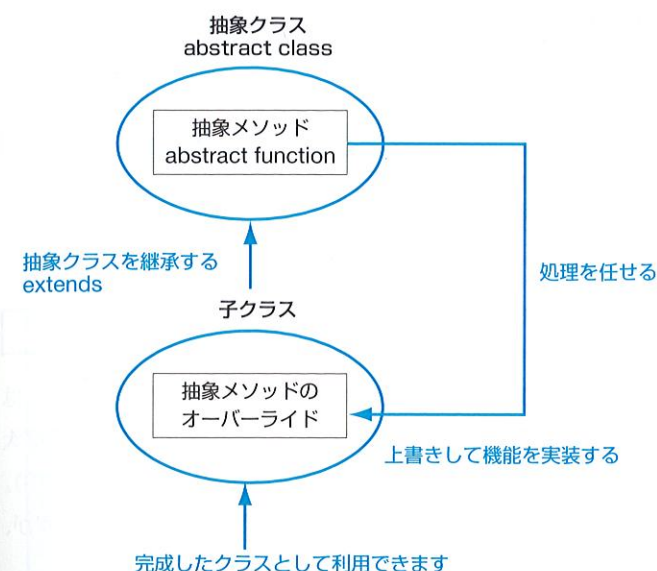 抽象クラス
abstract class
抽象メソッド
abstract function
抽象クラスを継承する
extends
処理を任せる
子クラス
抽象メソッドの
オーバーライド
上書きして機能を実装する
完成したクラスとして利用できます